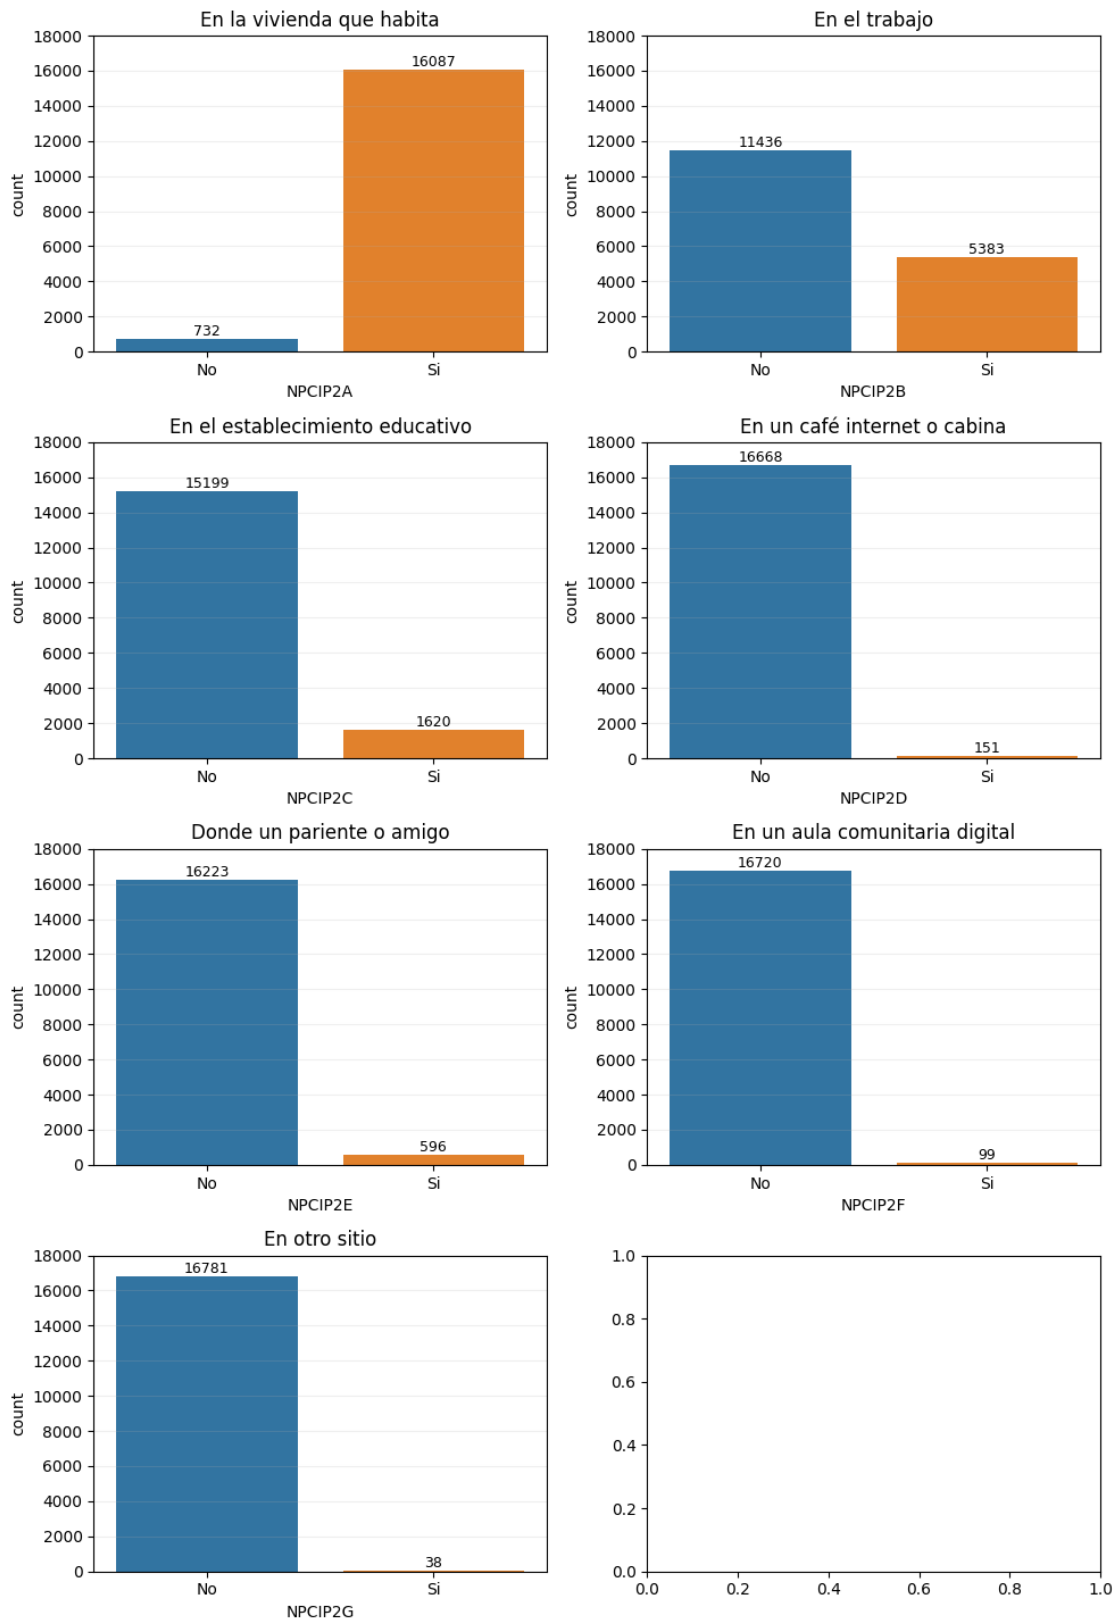 En la vivienda que habita
18000
16000
14000
12000
10000
8000
6000
4000
2000
0
count
732
16087
No
Si
NPCIP2A
En el trabajo
18000
16000
14000
12000
10000
8000
6000
4000
2000
0
count
11436
5383
No
Si
NPCIP2B
En el establecimiento educativo
18000
16000
14000
12000
10000
8000
6000
4000
2000
0
count
15199
1620
No
Si
NPCIP2C
En un café internet o cabina
18000
16000
14000
12000
10000
8000
6000
4000
2000
0
count
16668
151
No
Si
NPCIP2D
Donde un pariente o amigo
18000
16000
14000
12000
10000
8000
6000
4000
2000
0
count
16223
596
No
Si
NPCIP2E
En un aula comunitaria digital
18000
16000
14000
12000
10000
8000
6000
4000
2000
0
count
16720
99
No
Si
NPCIP2F
En otro sitio
18000
16000
14000
12000
10000
8000
6000
4000
2000
0
count
16781
38
No
Si
NPCIP2G
1.0
0.8
0.6
0.4
0.2
0.0
0.0 0.2 0.4 0.6 0.8 1.0